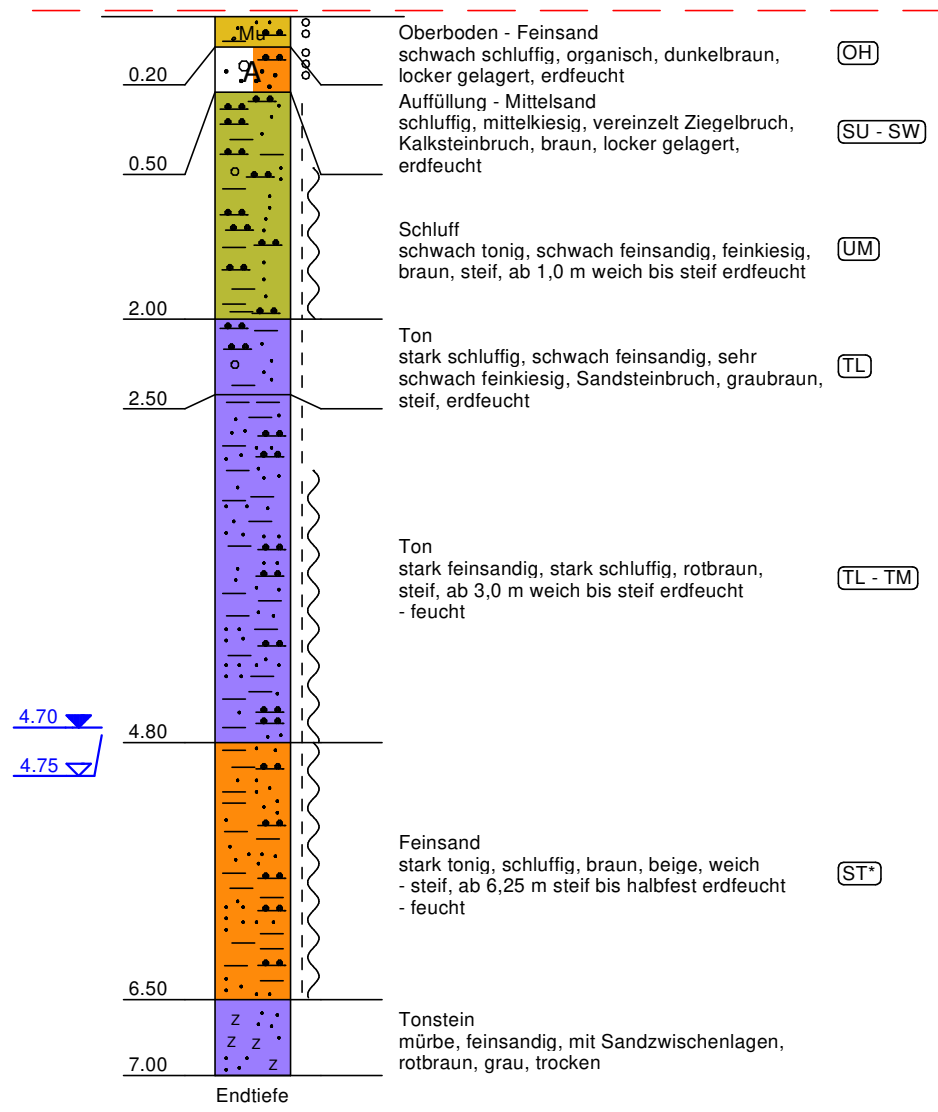 Mu
Oberboden - Feinsand
schwach schluffig, organisch, dunkelbraun,
locker gelagert, erdfeucht
OH
0.20
A
Auffüllung - Mittelsand
schluffig, mittelkiesig, vereinzelt Ziegelbruch,
Kalksteinbruch, braun, locker gelagert,
erdfeucht
SU - SW
0.50
Schluff
schwach tonig, schwach feinsandig, feinkiesig,
braun, steif, ab 1,0 m weich bis steif erdfeucht
UM
2.00
Ton
stark schluffig, schwach feinsandig, sehr
schwach feinkiesig, Sandsteinbruch, graubraun,
steif, erdfeucht
TL
2.50
Ton
stark feinsandig, stark schluffig, rotbraun,
steif, ab 3,0 m weich bis steif erdfeucht
- feucht
TL - TM
4.70
4.80
4.75
Feinsand
stark tonig, schluffig, braun, beige, weich
- steif, ab 6,25 m steif bis halbfest erdfeucht
- feucht
ST*
6.50
Tonstein
mürbe, feinsandig, mit Sandzwischenlagen,
rotbraun, grau, trocken
z
z z
z
7.00
Endtiefe